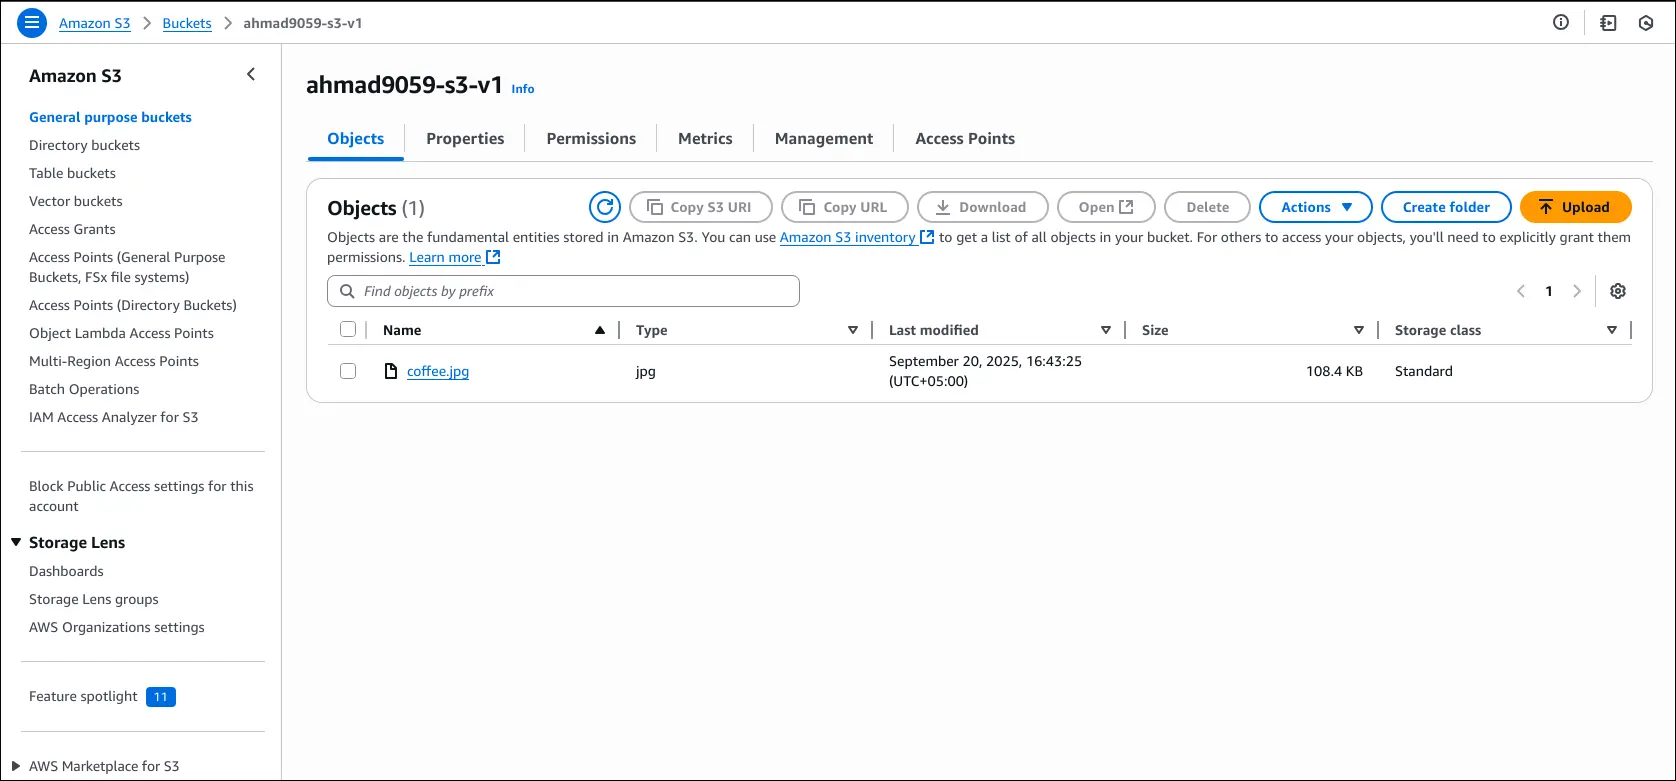 Amazon S3 > Buckets > ahmad9059-s3-v1
Amazon S3
General purpose buckets
Directory buckets
Table buckets
Vector buckets
Access Grants
Access Points (General Purpose
Buckets, FSx file systems)
Access Points (Directory Buckets)
Object Lambda Access Points
Multi-Region Access Points
Batch Operations
IAM Access Analyzer for S3
Block Public Access settings for this
account
Storage Lens
Dashboards
Storage Lens groups
AWS Organizations settings
Feature spotlight 11
AWS Marketplace for S3
ahmad9059-s3-v1 Info
Objects Properties Permissions Metrics Management Access Points
Objects (1) Copy S3 URI Copy URL Download Open Delete Actions Create folder Upload
Objects are the fundamental entities stored in Amazon S3. You can use Amazon S3 inventory to get a list of all objects in your bucket. For others to access your objects, you'll need to explicitly grant them
permissions. Learn more
Find objects by prefix 1
Name Type Last modified Size Storage class
coffee.jpg jpg September 20, 2025, 16:43:25 108.4 KB Standard
(UTC+05:00)